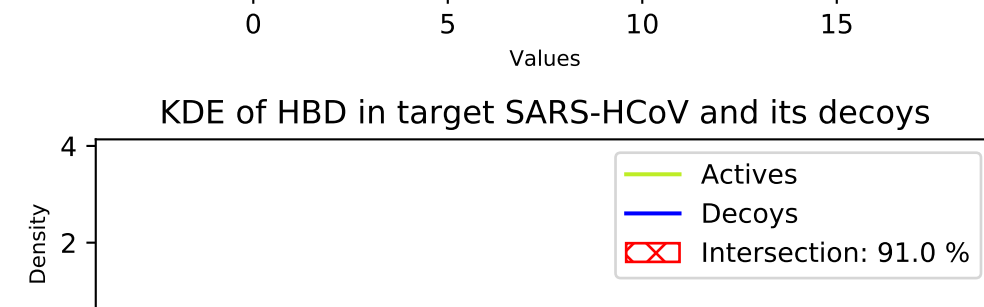 0 5 10 15
Values
KDE of HBD in target SARS-HCoV and its decoys
4
2
Density
Actives
Decoys
Intersection: 91.0 %